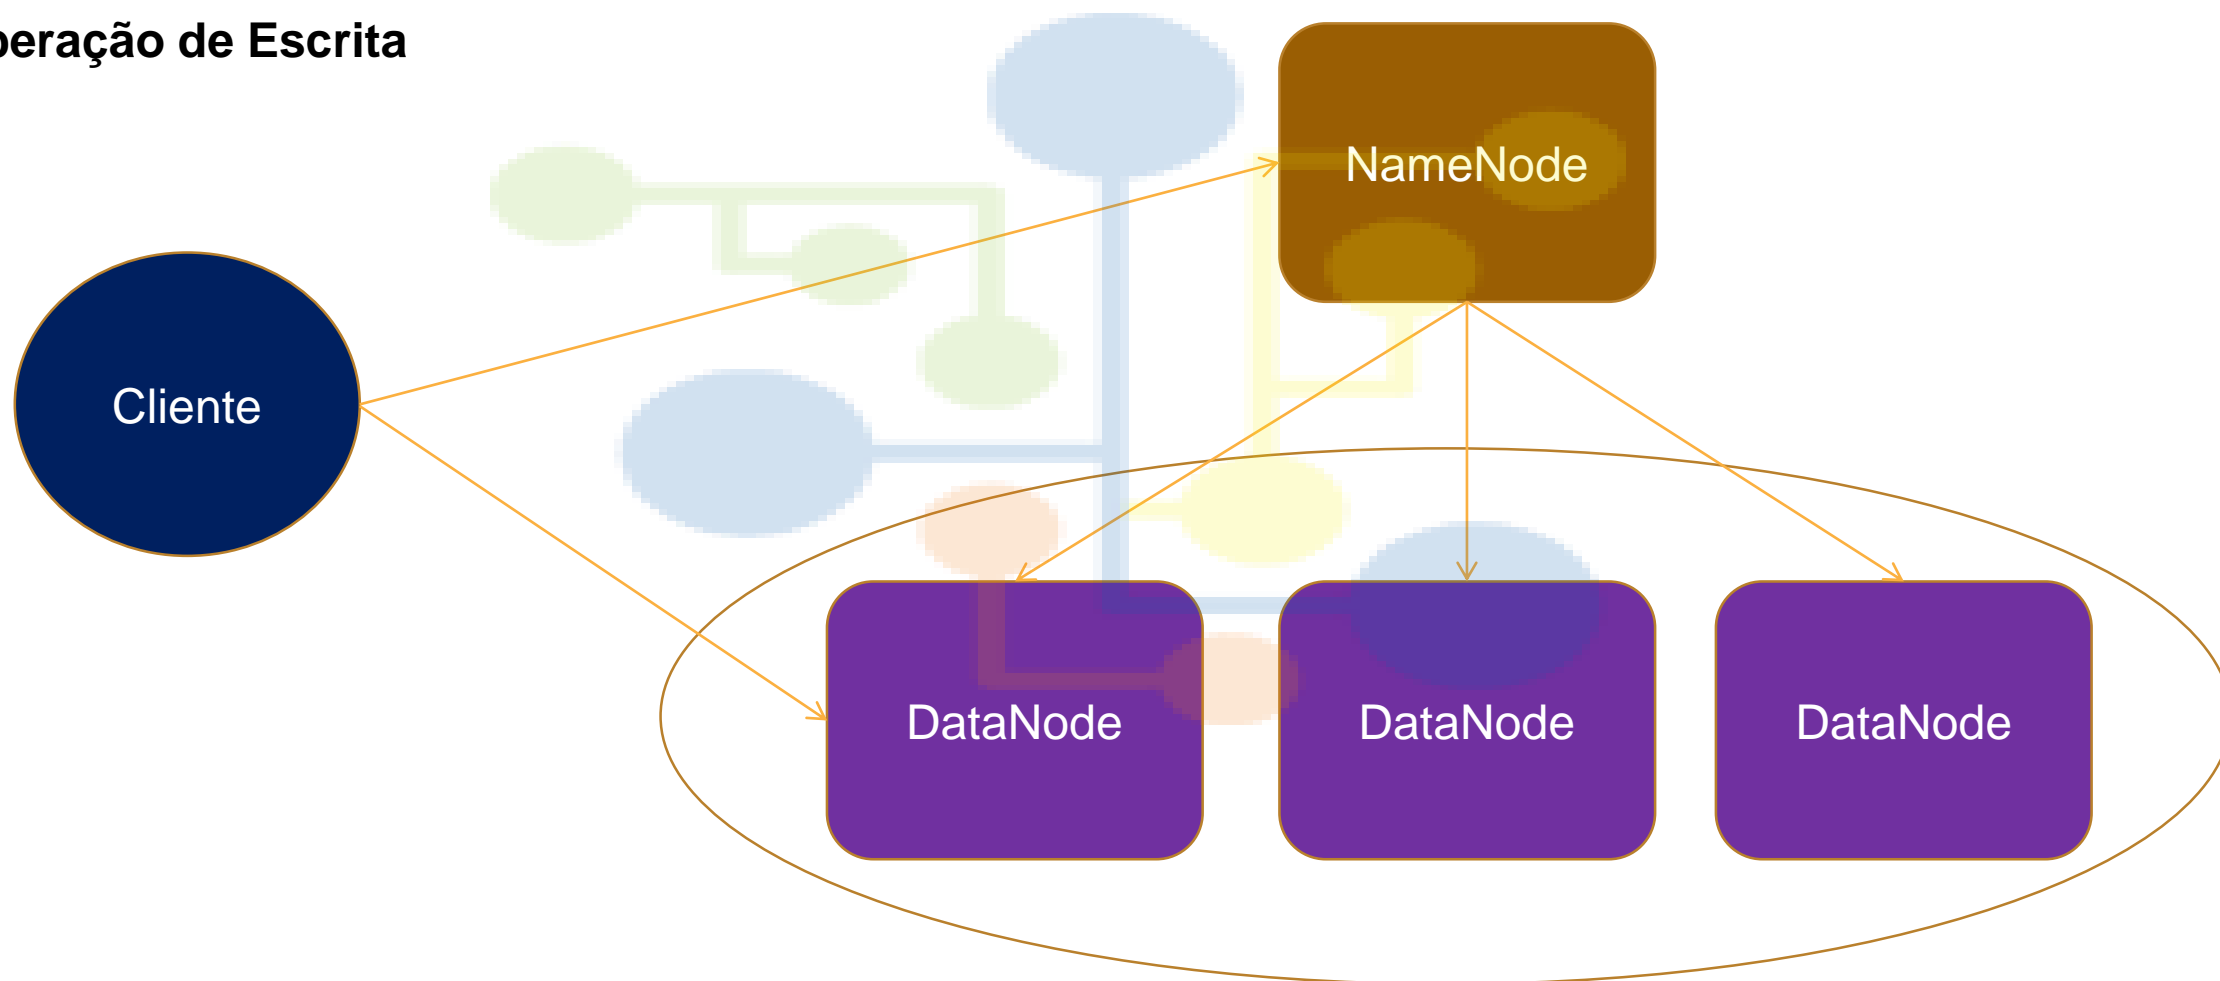 peração de Escrita
NameNode
Cliente
DataNode
DataNode
DataNode